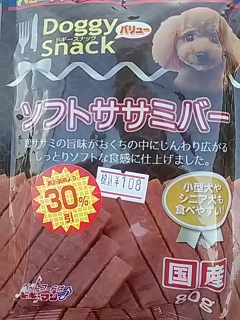 Doggy
バリュー
Snack
ドギースナック
ソフトササミバー
ササミの旨味がおくちの中にじんわり広がる
しっとりソフトな食感に仕上げました。
30%
引
税込¥108
小型犬や
シニア犬も
食べやすい!
国産
80g